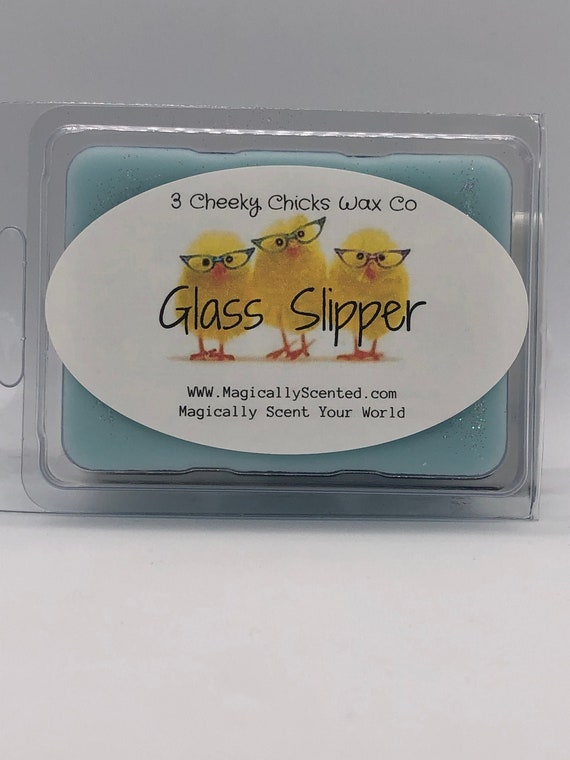 3 Cheeky Chicks Wax Co
Glass Slipper
WWW.MagicallyScented.com
Magically Scent Your World